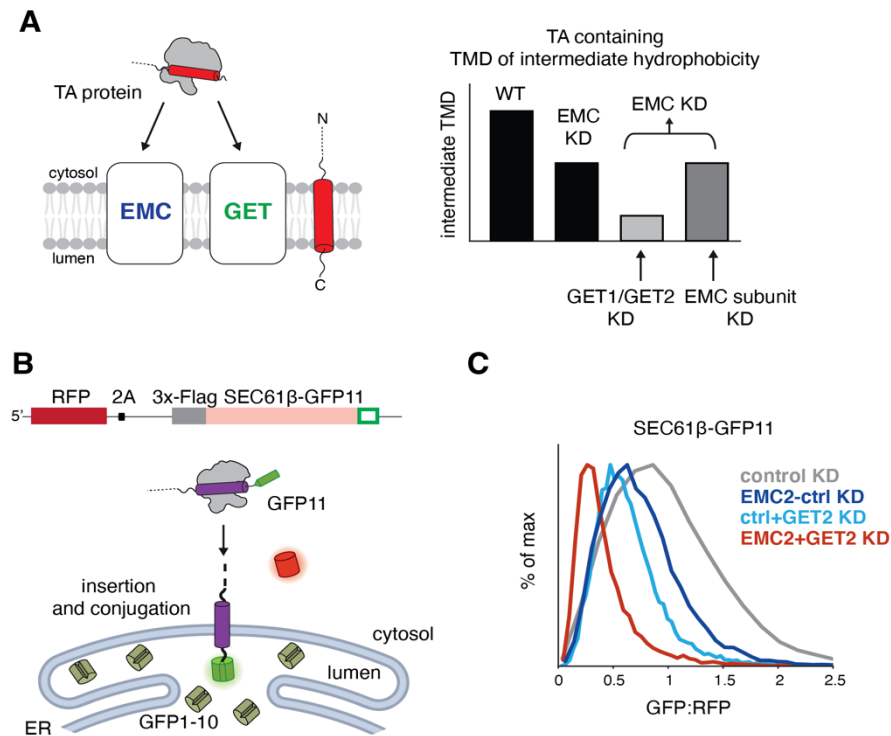 A
TA protein
cytosol
EMC
GET
lumen
N
C
TA containing
TMD of intermediate hydrophobicity
intermediate TMD
WT
EMC
KD
EMC KD
GET1/GET2
KD
EMC subunit
KD
B
RFP
2A
3x-Flag
SEC61β-GFP11
5'
GFP11
insertion
and conjugation
cytosol
lumen
GFP1-10
ER
C
SEC61β-GFP11
control KD
EMC2-ctrl KD
ctrl+GET2 KD
EMC2+GET2 KD
% of max
0 0.5 1 1.5 2 2.5
GFP:RFP